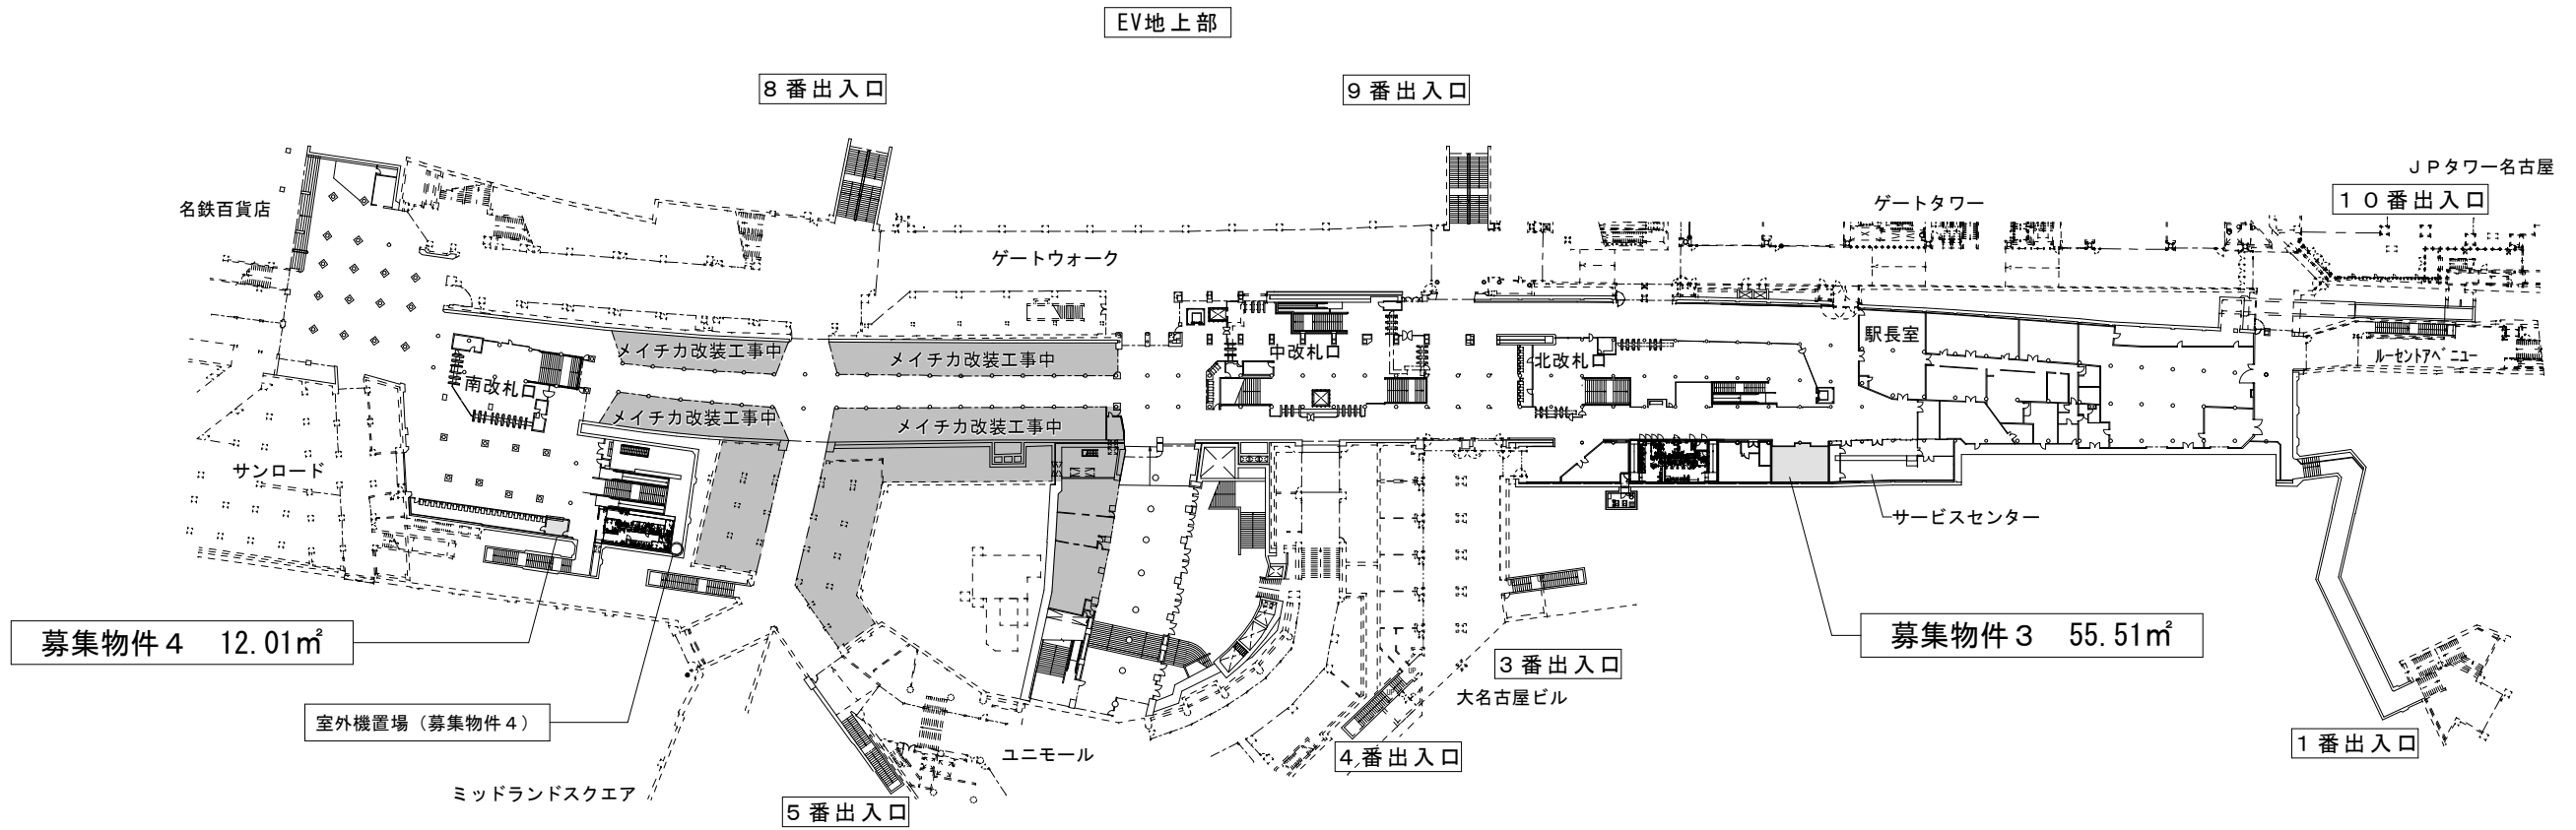 EV地上部
８番出入口
９番出入口
ＪＰタワー名古屋
１０番出入口
名鉄百貨店
ゲートタワー
ゲートウォーク
メイチカ改装工事中
メイチカ改装工事中
中改札口
北改札口
駅長室
ルーセントアベニュー
南改札口
メイチカ改装工事中
メイチカ改装工事中
サンロード
サービスセンター
募集物件４　12.01㎡
募集物件３　55.51㎡
３番出入口
大名古屋ビル
室外機置場（募集物件４）
ユニモール
４番出入口
１番出入口
ミッドランドスクエア
５番出入口